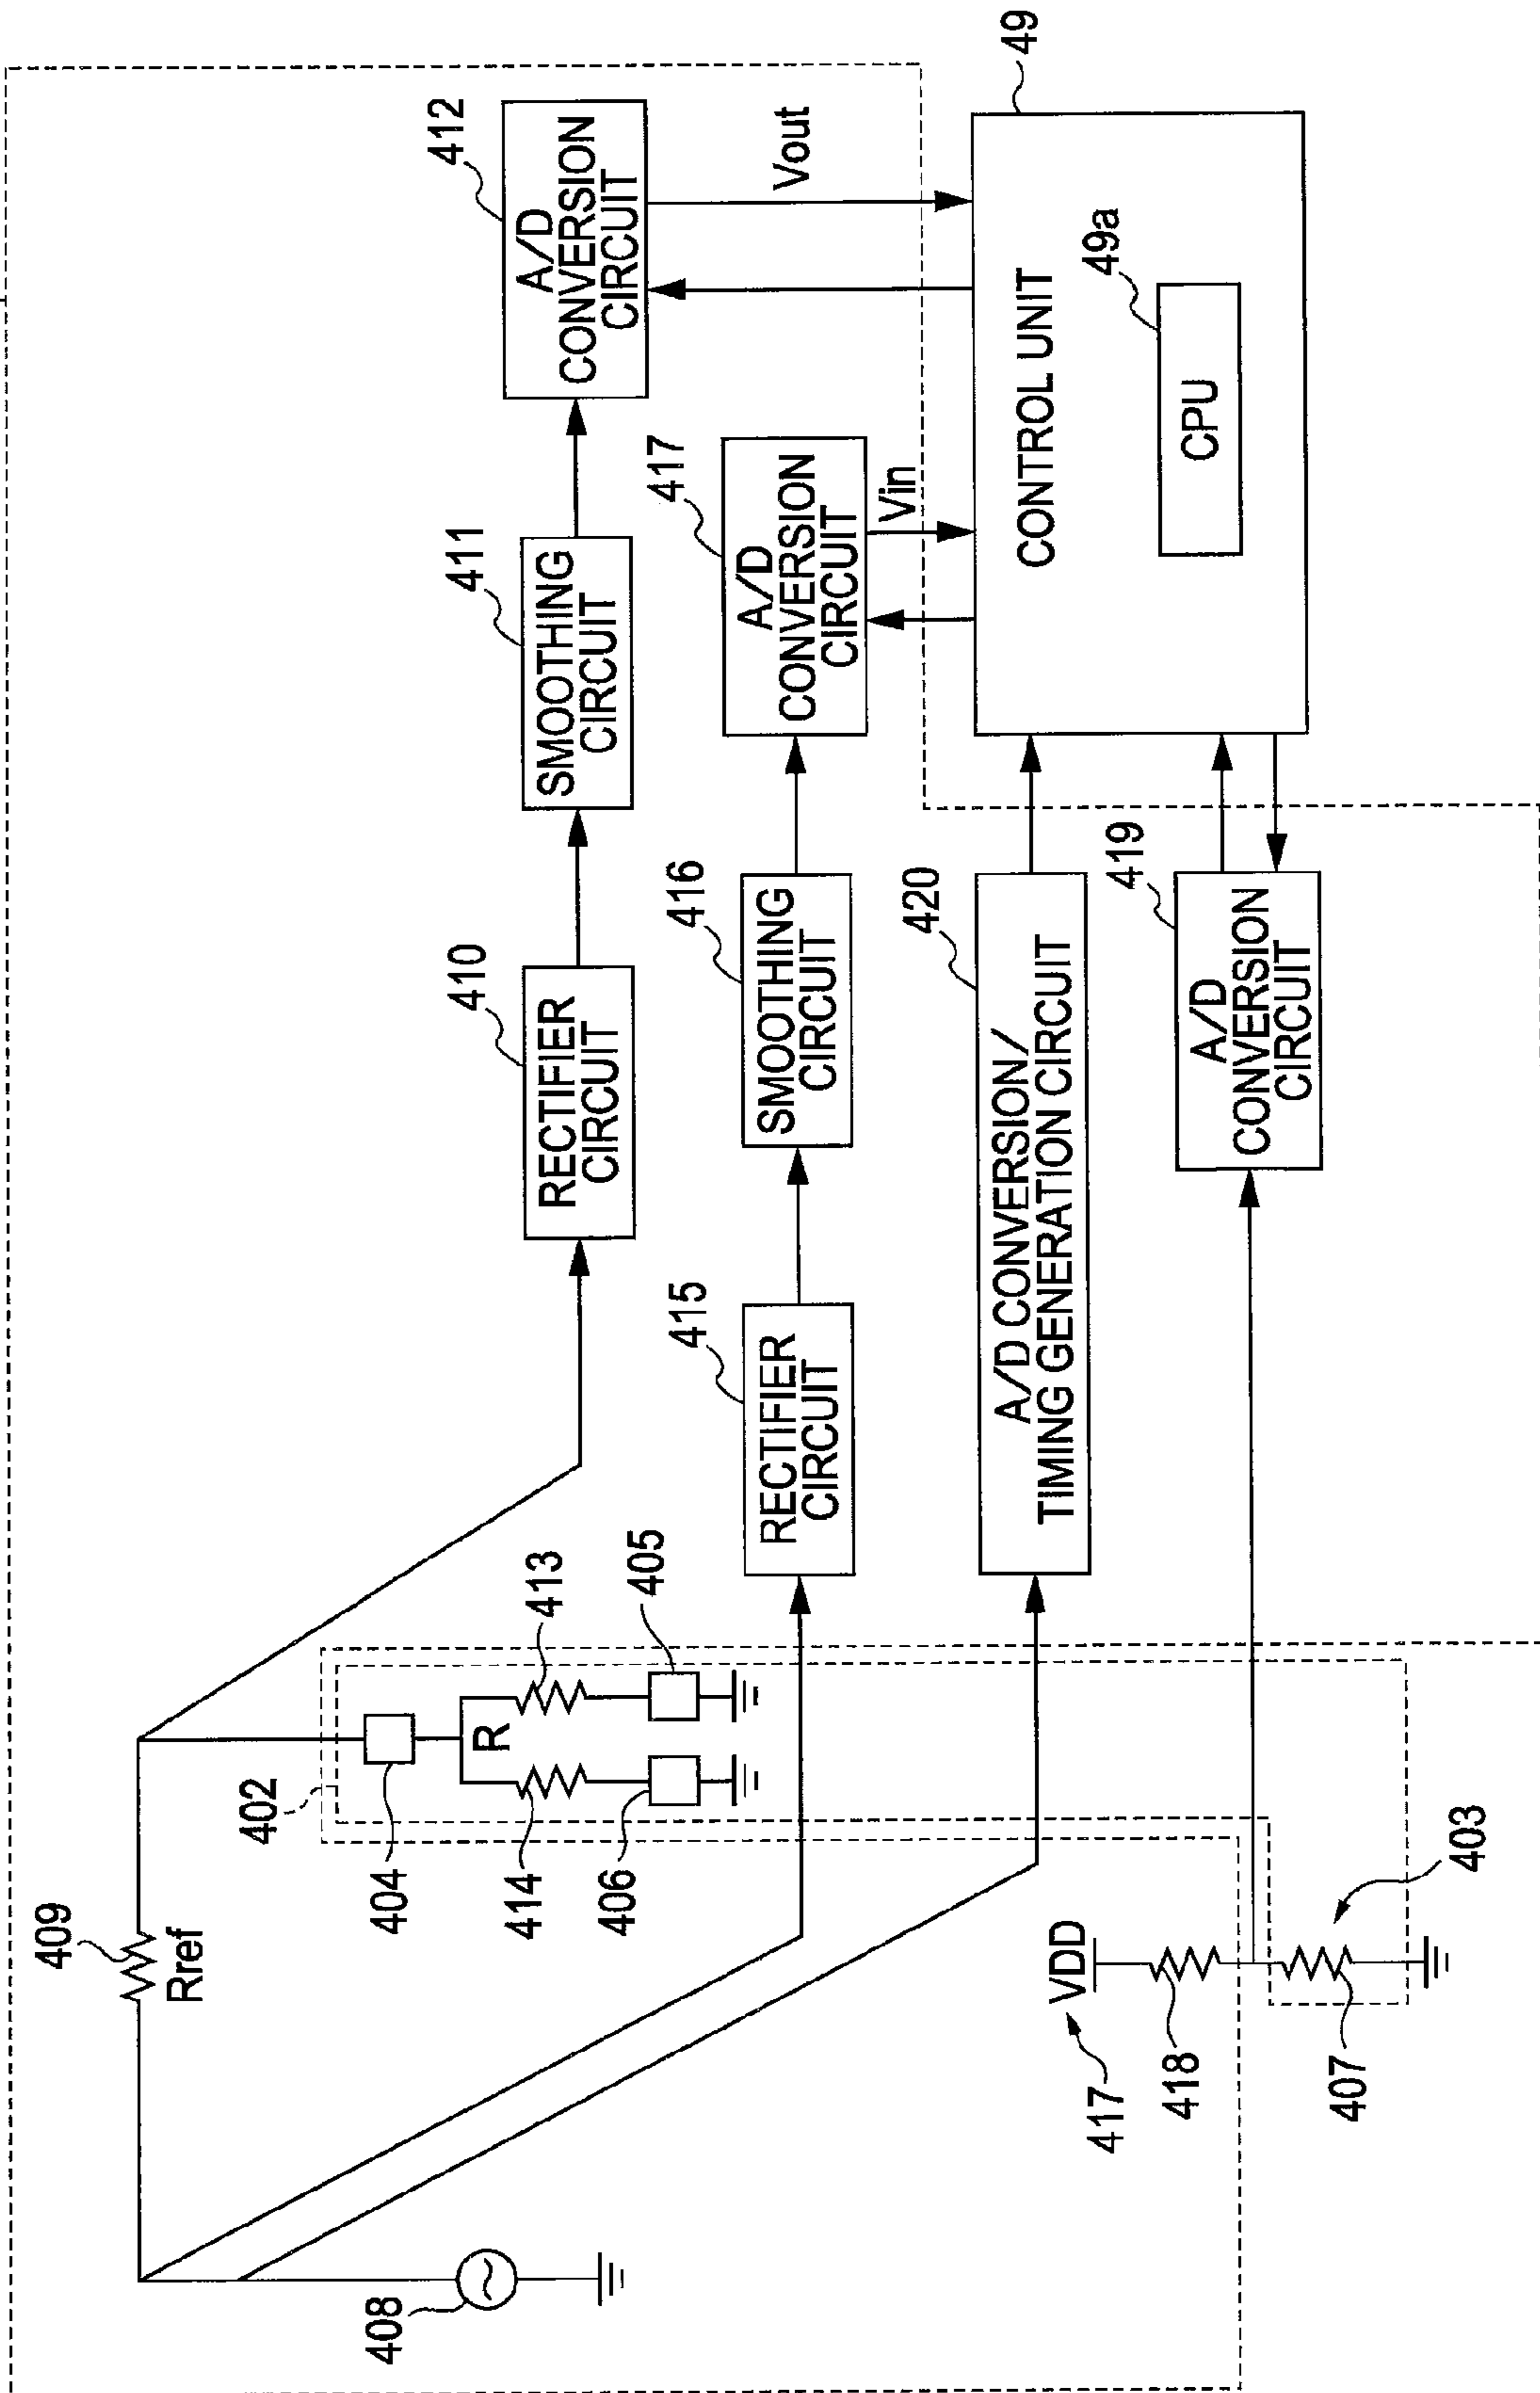 409
Rref
408
402
404
R
413
414
405
406
410
RECTIFIER
CIRCUIT
411
SMOOTHING
CIRCUIT
412
A/D
CONVERSION
CIRCUIT
Vout
415
RECTIFIER
CIRCUIT
416
SMOOTHING
CIRCUIT
417
A/D
CONVERSION
CIRCUIT
Vin
49
CONTROL UNIT
49a
CPU
420
A/D CONVERSION/
TIMING GENERATION CIRCUIT
419
A/D
CONVERSION
CIRCUIT
VDD
417
418
403
407